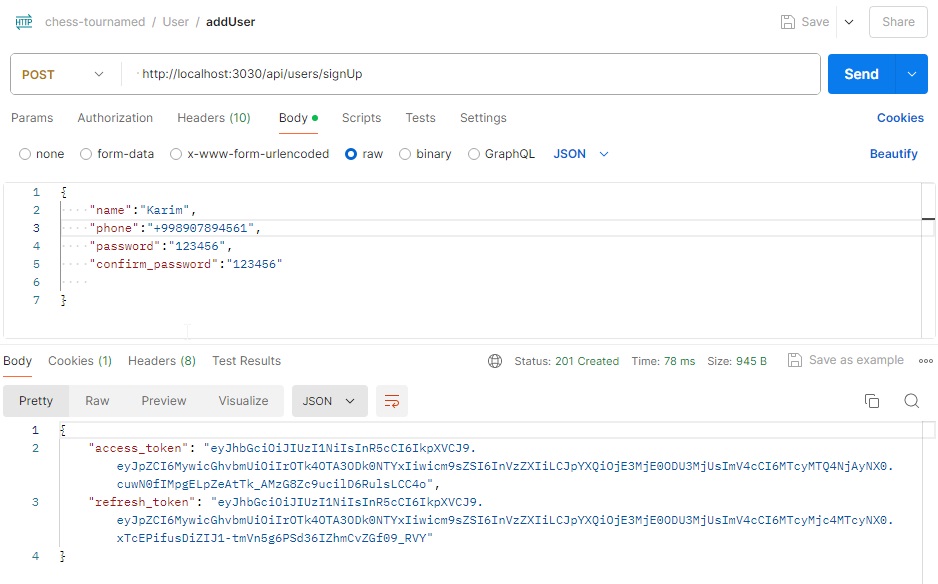 HTTP chess-tournamed / User / addUser Save Share
POST http://localhost:3030/api/users/signUp Send
Params Authorization Headers (10) Body Scripts Tests Settings Cookies
none form-data x-www-form-urlencoded raw binary GraphQL JSON Beautify
1 {
2 "name":"Karim",
3 "phone":"+998907894561",
4 "password":"123456",
5 "confirm_password":"123456"
6
7 }
Body Cookies (1) Headers (8) Test Results Status: 201 Created Time: 78 ms Size: 945 B Save as example
Pretty Raw Preview Visualize JSON
1 {
2 "access_token": "eyJhbGciOiJIUzI1NiIsInR5cCI6IkpXVCJ9.
eyJpZCI6MywicGhvbmUiOiIrOTk4OTA3ODk0NTYxIiwicm9sZSI6InVzZXIiLCJpYXQiOjE3MjE0ODU3MjUsImV4cCI6MTcyMTQ4NjAyNX0.
cuwN0fIMpgELpZeAtTk_AMzG8Zc9ucilD6RulsLCC4o",
3 "refresh_token": "eyJhbGciOiJIUzI1NiIsInR5cCI6IkpXVCJ9.
eyJpZCI6MywicGhvbmUiOiIrOTk4OTA3ODk0NTYxIiwicm9sZSI6InVzZXIiLCJpYXQiOjE3MjE0ODU3MjUsImV4cCI6MTcyMjc4MTcyNX0.
xTcEPifusDiZIJ1-tmVn5g6PSd36IZhmCvZGf09_RVY"
4 }